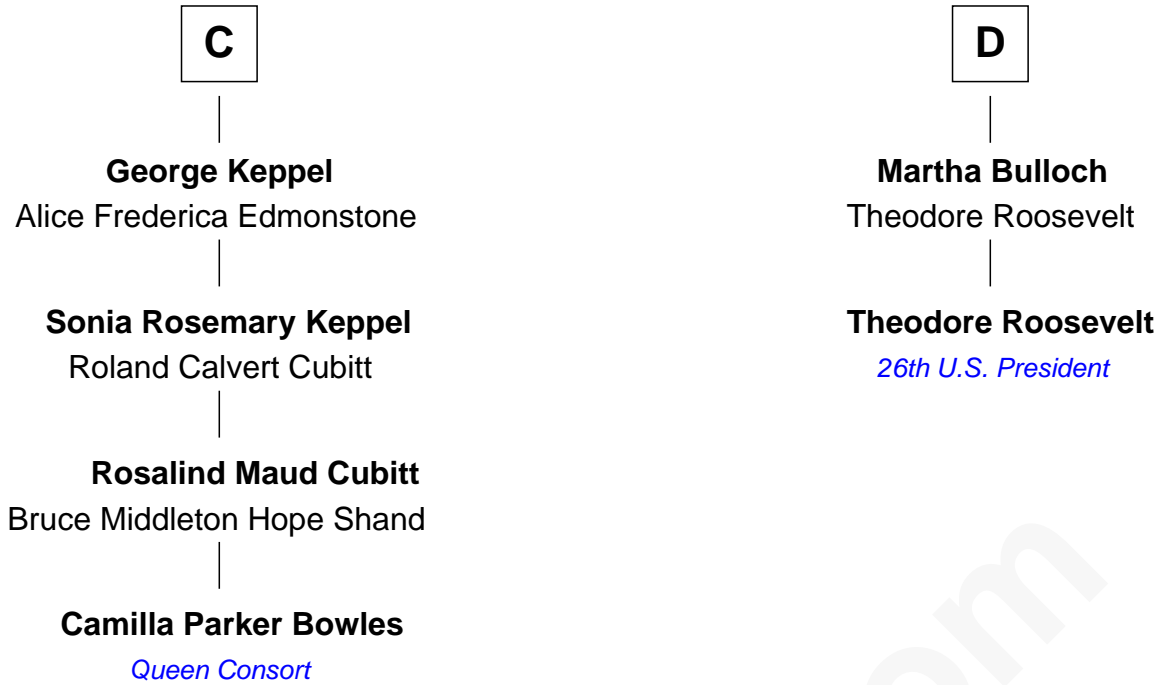 C
George Keppel
Alice Frederica Edmonstone
Sonia Rosemary Keppel
Roland Calvert Cubitt
Rosalind Maud Cubitt
Bruce Middleton Hope Shand
Camilla Parker Bowles
Queen Consort
D
Martha Bulloch
Theodore Roosevelt
Theodore Roosevelt
26th U.S. President
om